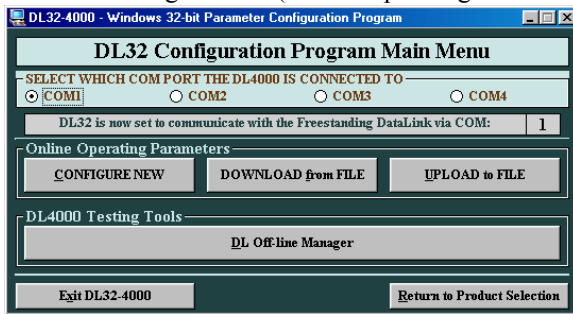 DL32-4000 - Windows 32-bit Parameter Configuration Program
DL32 Configuration Program Main Menu
SELECT WHICH COM PORT THE DL4000 IS CONNECTED TO
COM1 COM2 COM3 COM4
DL32 is now set to communicate with the Freestanding DataLink via COM: 1
Online Operating Parameters
CONFIGURE NEW DOWNLOAD from FILE UPLOAD to FILE
DL4000 Testing Tools
DL Off-line Manager
Exit DL32-4000 Return to Product Selection